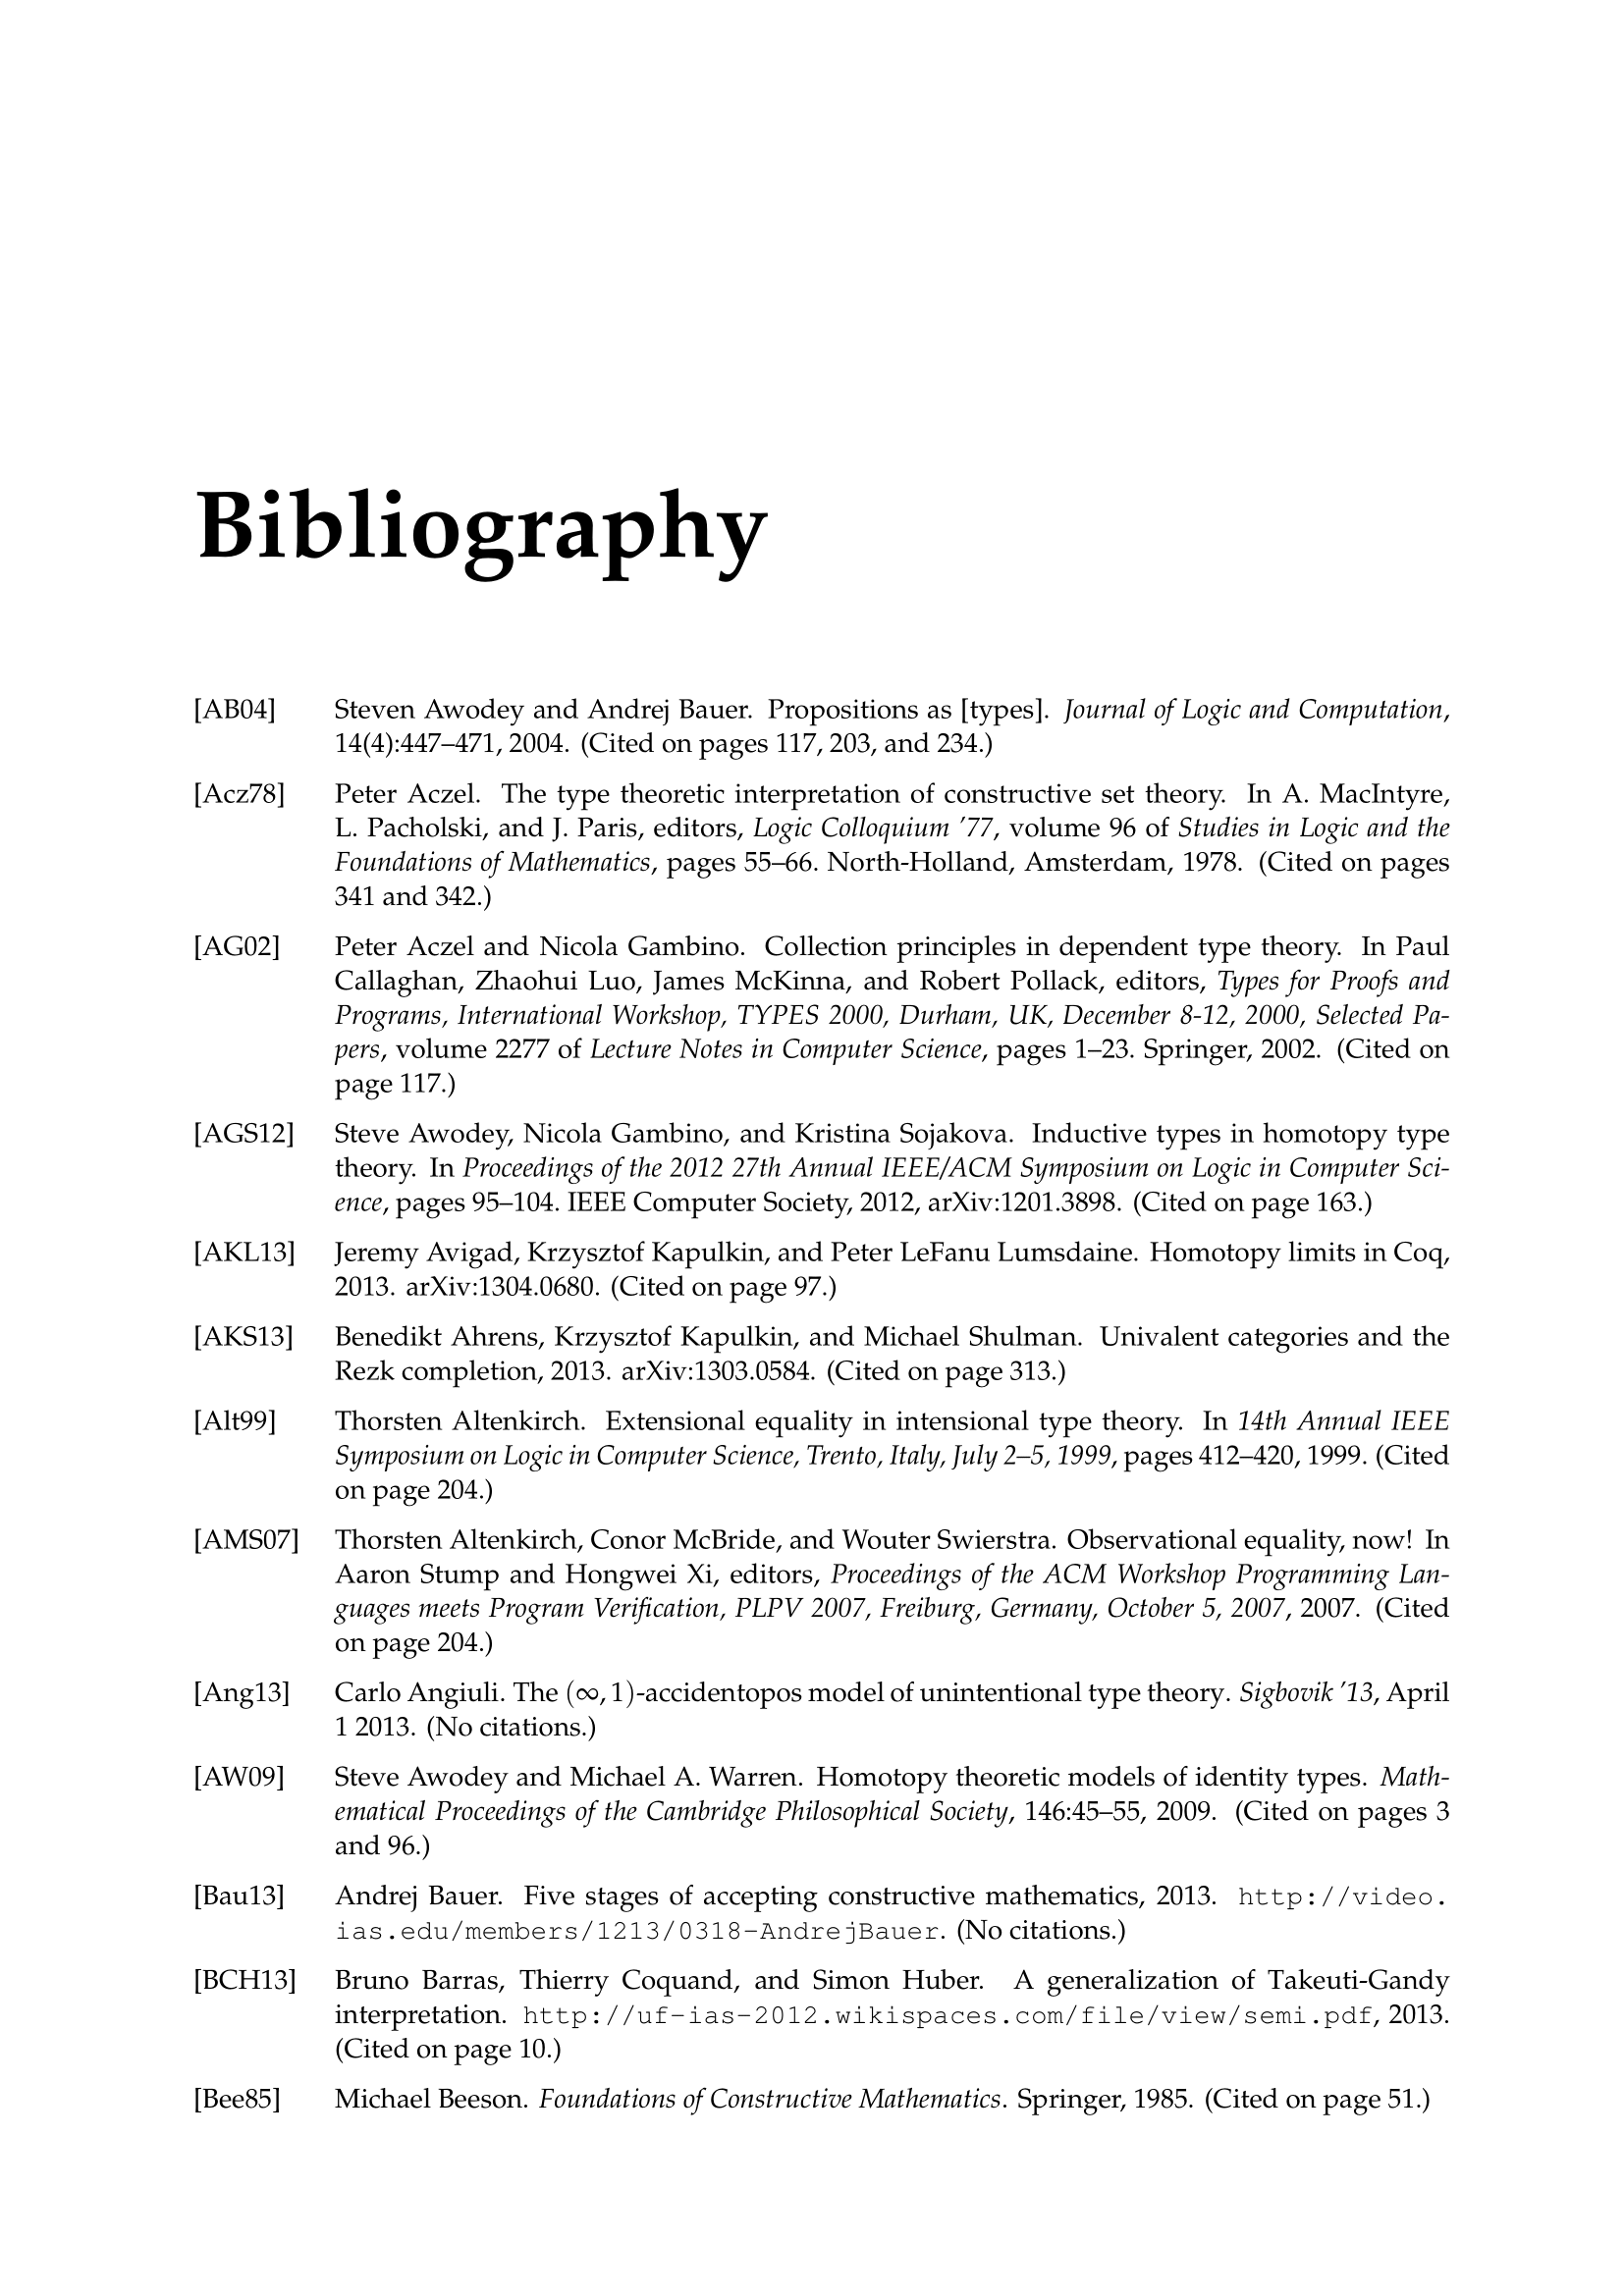 Bibliography
[AB04] Steven Awodey and Andrej Bauer. Propositions as [types]. Journal of Logic and Computation,
14(4):447–471, 2004. (Cited on pages 117, 203, and 234.)
[Acz78] Peter Aczel. The type theoretic interpretation of constructive set theory. In A. MacIntyre,
L. Pacholski, and J. Paris, editors, Logic Colloquium ’77, volume 96 of Studies in Logic and the
Foundations of Mathematics, pages 55–66. North-Holland, Amsterdam, 1978. (Cited on pages
341 and 342.)
[AG02] Peter Aczel and Nicola Gambino. Collection principles in dependent type theory. In Paul
Callaghan, Zhaohui Luo, James McKinna, and Robert Pollack, editors, Types for Proofs and
Programs, International Workshop, TYPES 2000, Durham, UK, December 8-12, 2000, Selected Pa-
pers, volume 2277 of Lecture Notes in Computer Science, pages 1–23. Springer, 2002. (Cited on
page 117.)
[AGS12] Steve Awodey, Nicola Gambino, and Kristina Sojakova. Inductive types in homotopy type
theory. In Proceedings of the 2012 27th Annual IEEE/ACM Symposium on Logic in Computer Sci-
ence, pages 95–104. IEEE Computer Society, 2012, arXiv:1201.3898. (Cited on page 163.)
[AKL13] Jeremy Avigad, Krzysztof Kapulkin, and Peter LeFanu Lumsdaine. Homotopy limits in Coq,
2013. arXiv:1304.0680. (Cited on page 97.)
[AKS13] Benedikt Ahrens, Krzysztof Kapulkin, and Michael Shulman. Univalent categories and the
Rezk completion, 2013. arXiv:1303.0584. (Cited on page 313.)
[Alt99] Thorsten Altenkirch. Extensional equality in intensional type theory. In 14th Annual IEEE
Symposium on Logic in Computer Science, Trento, Italy, July 2–5, 1999, pages 412–420, 1999. (Cited
on page 204.)
[AMS07] Thorsten Altenkirch, Conor McBride, and Wouter Swierstra. Observational equality, now! In
Aaron Stump and Hongwei Xi, editors, Proceedings of the ACM Workshop Programming Lan-
guages meets Program Verification, PLPV 2007, Freiburg, Germany, October 5, 2007, 2007. (Cited
on page 204.)
[Ang13] Carlo Angiuli. The (∞, 1)-accidentopos model of unintentional type theory. Sigbovik ’13, April
1 2013. (No citations.)
[AW09] Steve Awodey and Michael A. Warren. Homotopy theoretic models of identity types. Math-
ematical Proceedings of the Cambridge Philosophical Society, 146:45–55, 2009. (Cited on pages 3
and 96.)
[Bau13] Andrej Bauer. Five stages of accepting constructive mathematics, 2013. http://video.
ias.edu/members/1213/0318-AndrejBauer. (No citations.)
[BCH13] Bruno Barras, Thierry Coquand, and Simon Huber. A generalization of Takeuti-Gandy
interpretation. http://uf-ias-2012.wikispaces.com/file/view/semi.pdf, 2013.
(Cited on page 10.)
[Bee85] Michael Beeson. Foundations of Constructive Mathematics. Springer, 1985. (Cited on page 51.)